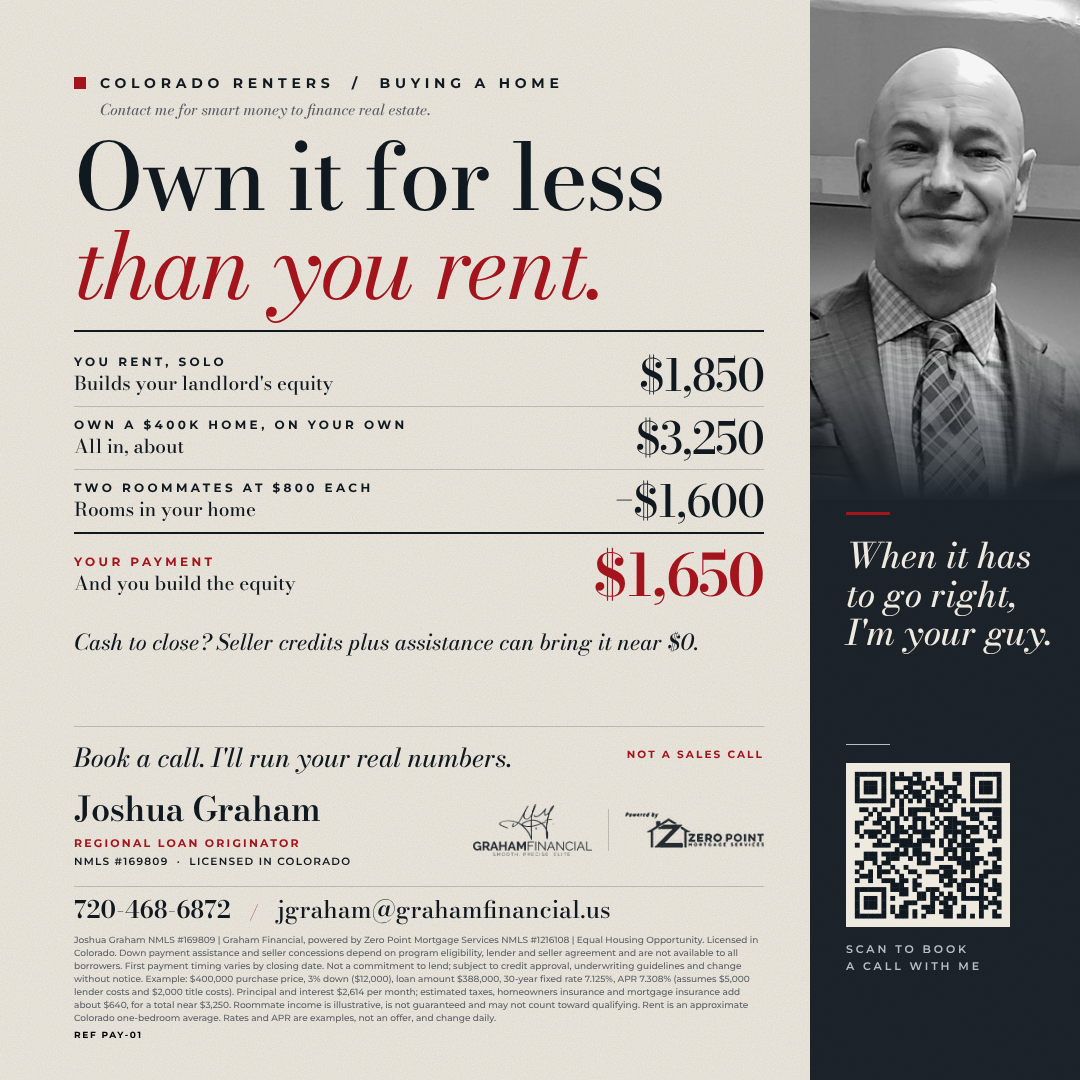 COLORADO RENTERS / BUYING A HOME
Contact me for smart money to finance real estate.
Own it for less
than you rent.
YOU RENT, SOLO
Builds your landlord's equity
$1,850
OWN A $400K HOME, ON YOUR OWN
All in, about
$3,250
TWO ROOMMATES AT $800 EACH
Rooms in your home
–$1,600
YOUR PAYMENT
And you build the equity
$1,650
Cash to close? Seller credits plus assistance can bring it near $0.
Book a call. I'll run your real numbers.
NOT A SALES CALL
Joshua Graham
REGIONAL LOAN ORIGINATOR
NMLS #169809 · LICENSED IN COLORADO
GRAHAMFINANCIAL
SMOOTH. PRECISE. ELITE.
Powered by
ZERO POINT
MORTGAGE SERVICES
720-468-6872 / jgraham@grahamfinancial.us
Joshua Graham NMLS #169809 | Graham Financial, powered by Zero Point Mortgage Services NMLS #1216108 | Equal Housing Opportunity. Licensed in
Colorado. Down payment assistance and seller concessions depend on program eligibility, lender and seller agreement and are not available to all
borrowers. First payment timing varies by closing date. Not a commitment to lend; subject to credit approval, underwriting guidelines and change
without notice. Example: $400,000 purchase price, 3% down ($12,000), loan amount $388,000, 30-year fixed rate 7.125%, APR 7.308% (assumes $5,000
lender costs and $2,000 title costs). Principal and interest $2,614 per month; estimated taxes, homeowners insurance and mortgage insurance add
about $640, for a total near $3,250. Roommate income is illustrative, is not guaranteed and may not count toward qualifying. Rent is an approximate
Colorado one-bedroom average. Rates and APR are examples, not an offer, and change daily.
REF PAY-01
When it has
to go right,
I'm your guy.
SCAN TO BOOK
A CALL WITH ME